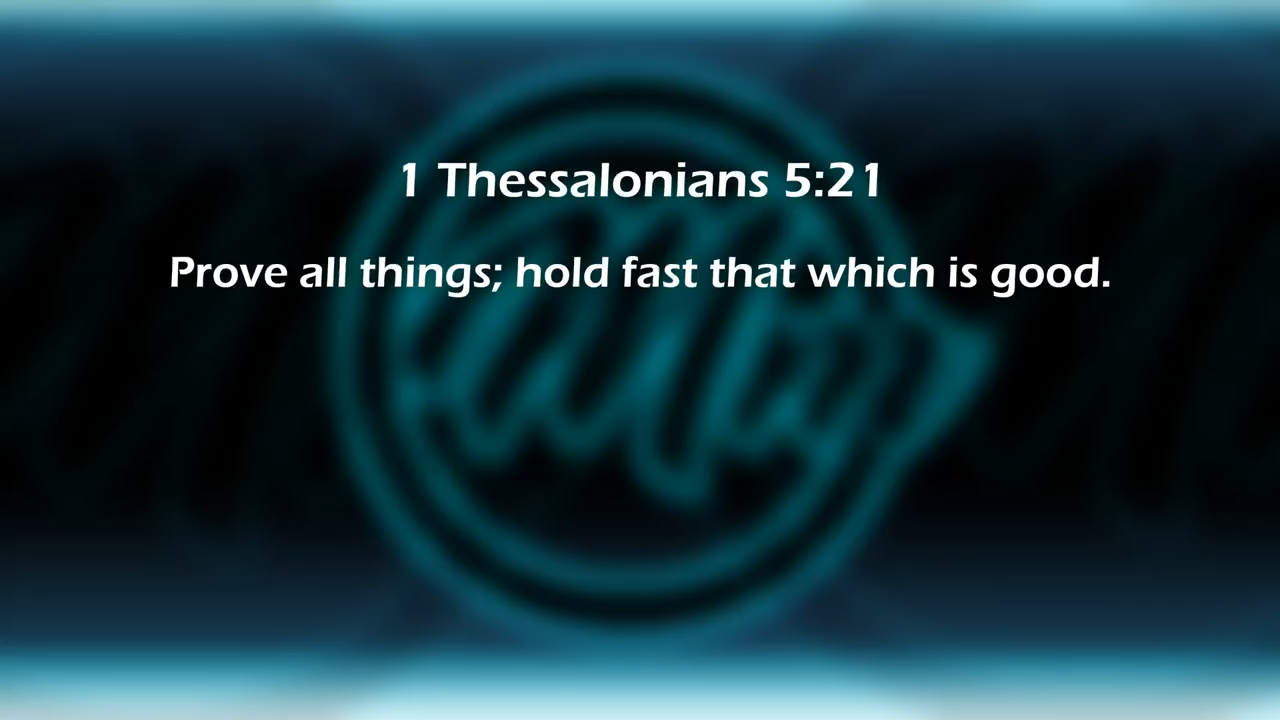 1 Thessalonians 5:21
Prove all things; hold fast that which is good.